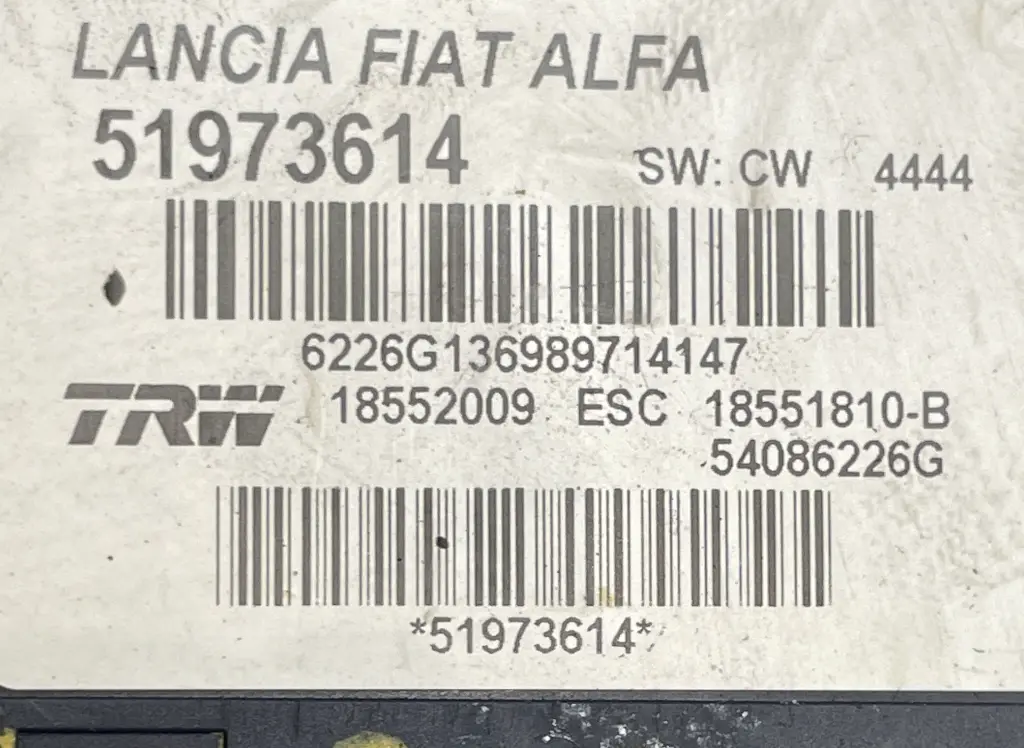 LANCIA FIAT ALFA
51973614 SW: CW 4444
6226G136989714147
TRW 18552009 ESC 18551810-B
54086226G
*51973614*